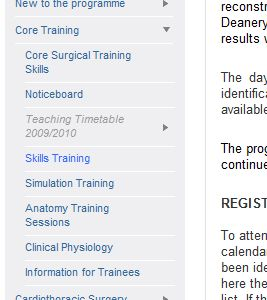 New to the programme
Core Training
Core Surgical Training
Skills
Noticeboard
Teaching Timetable
2009/2010
Skills Training
Simulation Training
Anatomy Training
Sessions
Clinical Physiology
Information for Trainees
Cardiothoracic Surgery
reconstr
Deanery
results v
The day
identifica
available
The prog
continue
REGIST
To atten
calendar
been ide
here the
list. If th